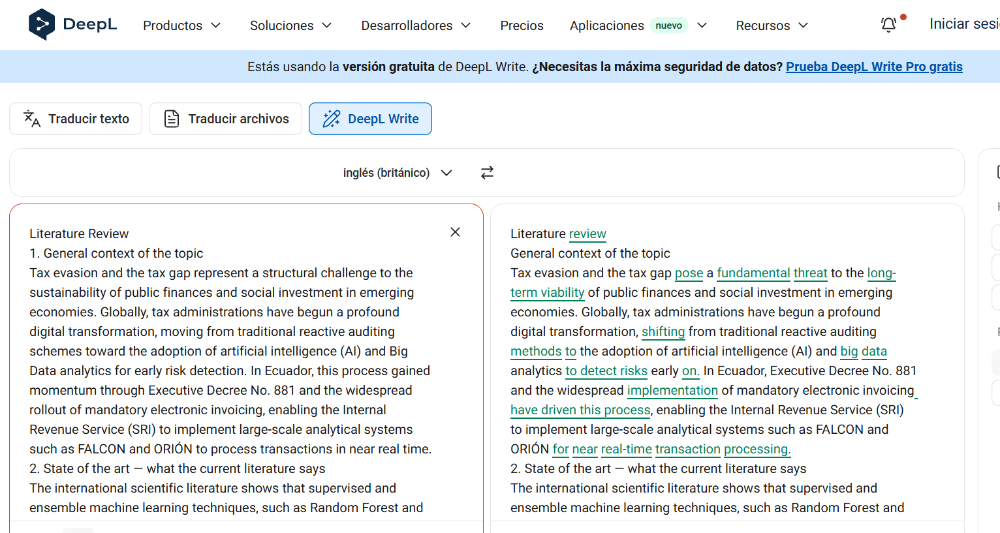 DeepL
Productos
Soluciones
Desarrolladores
Precios
Aplicaciones nuevo
Recursos
Iniciar sesi
Estás usando la versión gratuita de DeepL Write. ¿Necesitas la máxima seguridad de datos? Prueba DeepL Write Pro gratis
Traducir texto
Traducir archivos
DeepL Write
inglés (británico)
Literature Review
1. General context of the topic
Tax evasion and the tax gap represent a structural challenge to the
sustainability of public finances and social investment in emerging
economies. Globally, tax administrations have begun a profound
digital transformation, moving from traditional reactive auditing
schemes toward the adoption of artificial intelligence (AI) and Big
Data analytics for early risk detection. In Ecuador, this process gained
momentum through Executive Decree No. 881 and the widespread
rollout of mandatory electronic invoicing, enabling the Internal
Revenue Service (SRI) to implement large-scale analytical systems
such as FALCON and ORIÓN to process transactions in near real time.
2. State of the art — what the current literature says
The international scientific literature shows that supervised and
ensemble machine learning techniques, such as Random Forest and
Literature review
General context of the topic
Tax evasion and the tax gap pose a fundamental threat to the long-
term viability of public finances and social investment in emerging
economies. Globally, tax administrations have begun a profound
digital transformation, shifting from traditional reactive auditing
methods to the adoption of artificial intelligence (AI) and big data
analytics to detect risks early on. In Ecuador, Executive Decree No. 881
and the widespread implementation of mandatory electronic invoicing
have driven this process, enabling the Internal Revenue Service (SRI)
to implement large-scale analytical systems such as FALCON and
ORIÓN for near real-time transaction processing.
2. State of the art — what the current literature says
The international scientific literature shows that supervised and
ensemble machine learning techniques, such as Random Forest and